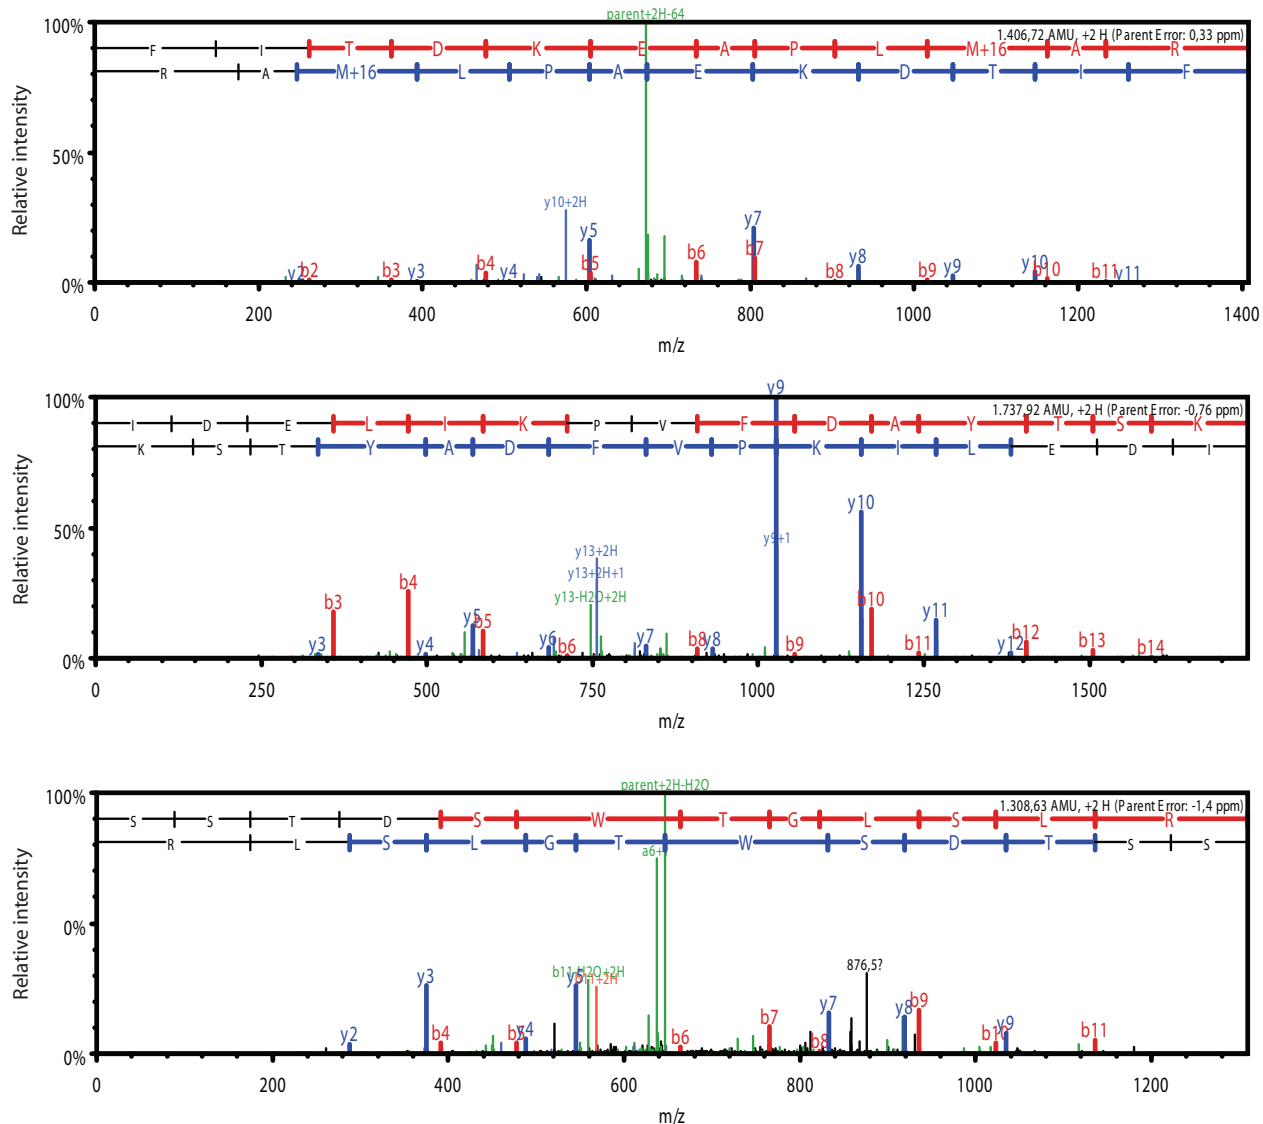 parent+2H-64
100%
1.406,72 AMU, +2 H (Parent Error: 0,33 ppm)
F I T D K E A P L M+16 A R
R A M+16 L P A E K D T I F
Relative intensity
50%
y10+2H
y5 y7
b4 b5 b6 b7
y2 b2 b3 y3 y4 b8 y8 b9 y9 y10 b10 b11 y11
0%
0 200 400 600 800 1000 1200 1400
m/z
y9
100%
1.737,92 AMU, +2 H (Parent Error: -0,76 ppm)
I D E L I K P V F D A Y T S K
K S T Y A D F V P K I L E D I
Relative intensity
y10
50%
y9+1
y13+2H
y13+2H+1
y13-H2O+2H
b3 b4 y5 b5 b10 y11
y3 y4 y6 b6 y7 b8 y8 b9 b11 y12 b12 b13 b14
0%
0 250 500 750 1000 1250 1500
m/z
parent+2H-H2O
100%
1.308,63 AMU, +2 H (Parent Error: -1,4 ppm)
S S T D S W T G L S L R
R L S L G T W S D T S S
a6+
Relative intensity
0%
876,5?
b11-H2O+2H
b11+2H
y3 y5
y2 b4 b5 y4 b6 b7 b8 y7 y8 b9 b10 y9 b11
0%
0 200 400 600 800 1000 1200
m/z